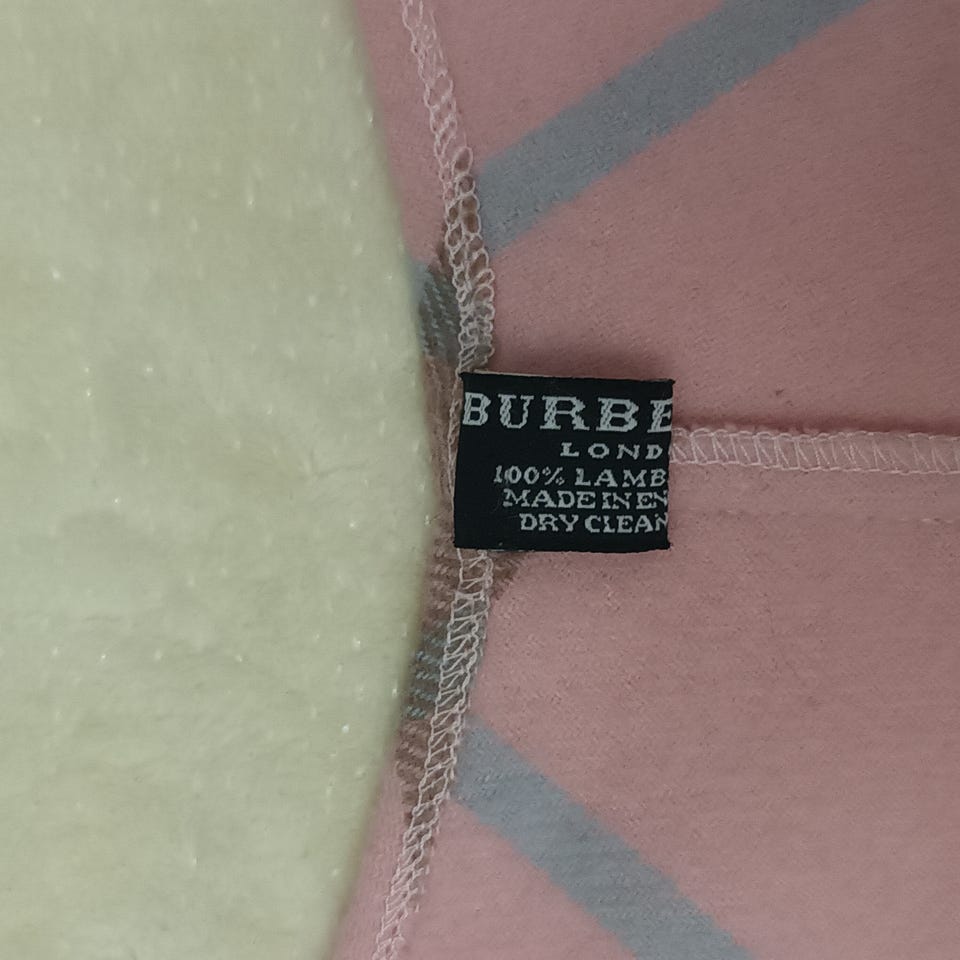 BURBE
LOND
100% LAMB
MADE IN EN
DRY CLEAN